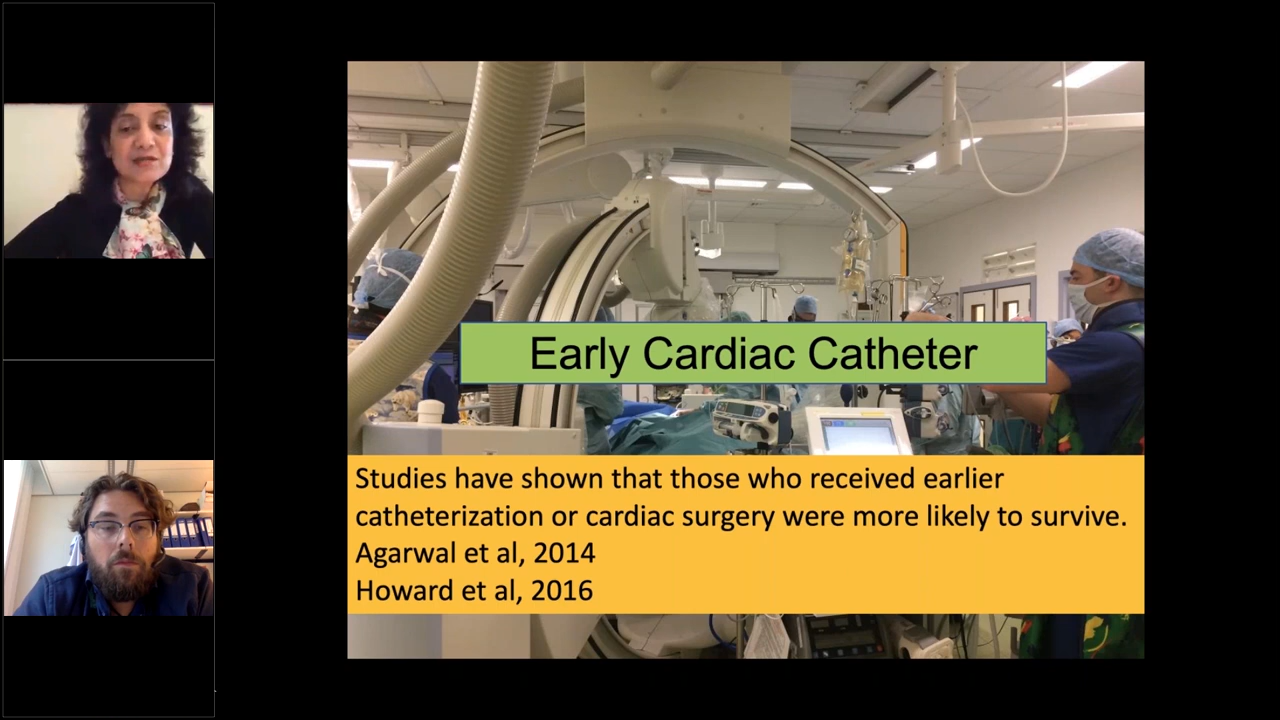 Early Cardiac Catheter
Studies have shown that those who received earlier
catheterization or cardiac surgery were more likely to survive.
Agarwal et al, 2014
Howard et al, 2016